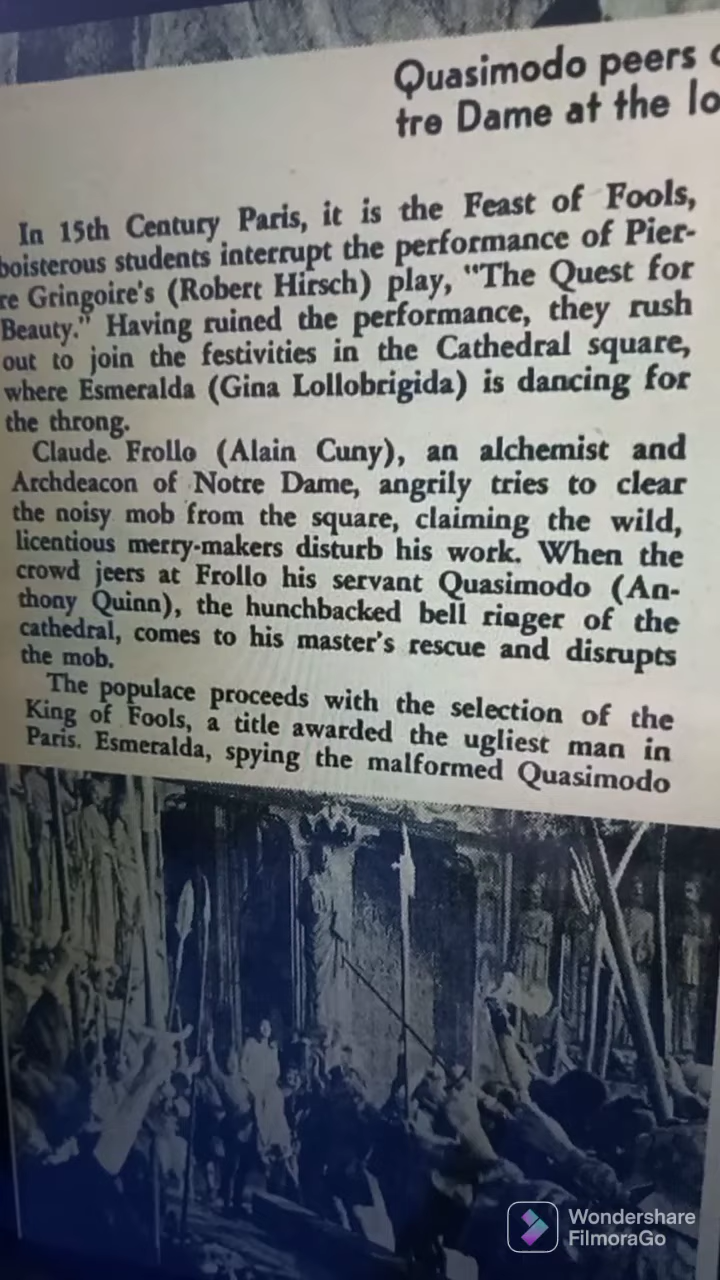 Quasimodo peers
tre Dame at the lo
In 15th Century Paris, it is the Feast of Fools,
boisterous students interrupt the performance of Pier-
re Gringoire's (Robert Hirsch) play, "The Quest for
Beauty." Having ruined the performance, they rush
out to join the festivities in the Cathedral square,
where Esmeralda (Gina Lollobrigida) is dancing for
the throng.
Claude Frollo (Alain Cuny), an alchemist and
Archdeacon of Notre Dame, angrily tries to clear
the noisy mob from the square, claiming the wild,
licentious merry-makers disturb his work. When the
crowd jeers at Frollo his servant Quasimodo (An-
thony Quinn), the hunchbacked bell ringer of the
cathedral, comes to his master's rescue and disrupts
the mob.
The populace proceeds with the selection of the
King of Fools, a title awarded the ugliest man in
Paris. Esmeralda, spying the malformed Quasimodo
Wondershare
FilmoraGo